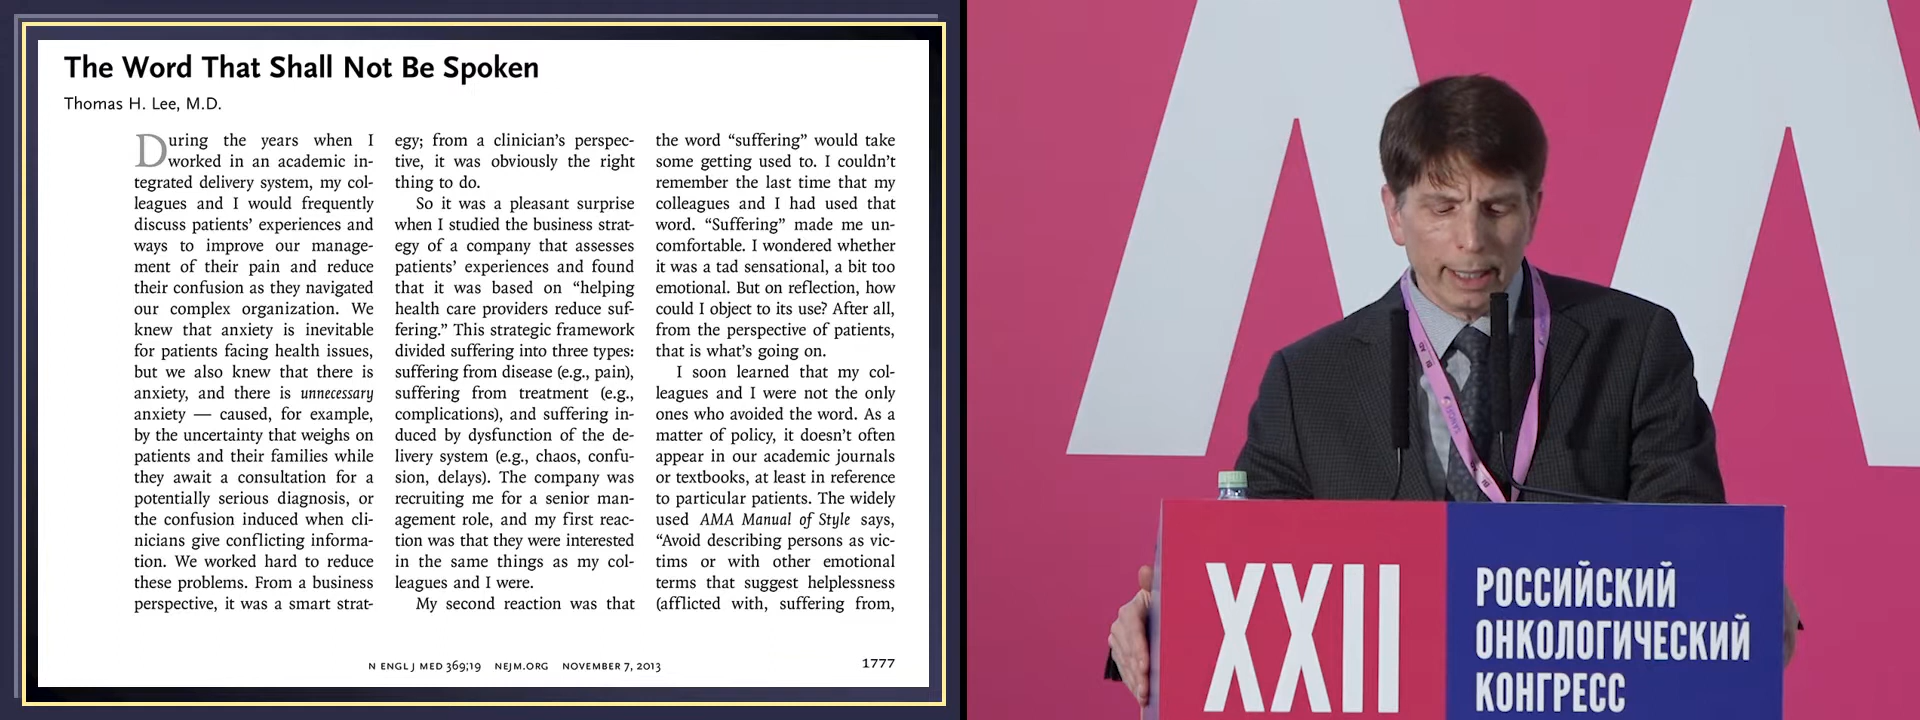 The Word That Shall Not Be Spoken
Thomas H. Lee, M.D.
During the years when I
worked in an academic in-
tegrated delivery system, my col-
leagues and I would frequently
discuss patients’ experiences and
ways to improve our manage-
ment of their pain and reduce
their confusion as they navigated
our complex organization. We
knew that anxiety is inevitable
for patients facing health issues,
but we also knew that there is
anxiety, and there is unnecessary
anxiety — caused, for example,
by the uncertainty that weighs on
patients and their families while
they await a consultation for a
potentially serious diagnosis, or
the confusion induced when cli-
nicians give conflicting informa-
tion. We worked hard to reduce
these problems. From a business
perspective, it was a smart strat-
egy; from a clinician’s perspec-
tive, it was obviously the right
thing to do.
So it was a pleasant surprise
when I studied the business strat-
egy of a company that assesses
patients’ experiences and found
that it was based on “helping
health care providers reduce suf-
fering.” This strategic framework
divided suffering into three types:
suffering from disease (e.g., pain),
suffering from treatment (e.g.,
complications), and suffering in-
duced by dysfunction of the de-
livery system (e.g., chaos, confu-
sion, delays). The company was
recruiting me for a senior man-
agement role, and my first reac-
tion was that they were interested
in the same things as my col-
leagues and I were.
My second reaction was that
the word “suffering” would take
some getting used to. I couldn’t
remember the last time that my
colleagues and I had used that
word. “Suffering” made me un-
comfortable. I wondered whether
it was a tad sensational, a bit too
emotional. But on reflection, how
could I object to its use? After all,
from the perspective of patients,
that is what’s going on.
I soon learned that my col-
leagues and I were not the only
ones who avoided the word. As a
matter of policy, it doesn’t often
appear in our academic journals
or textbooks, at least in reference
to particular patients. The widely
used AMA Manual of Style says,
“Avoid describing persons as vic-
tims or with other emotional
terms that suggest helplessness
(afflicted with, suffering from,
N ENGL J MED 369;19 NEJM.ORG NOVEMBER 7, 2013
1777
XXII
РОССИЙСКИЙ
ОНКОЛОГИЧЕСКИЙ
КОНГРЕСС